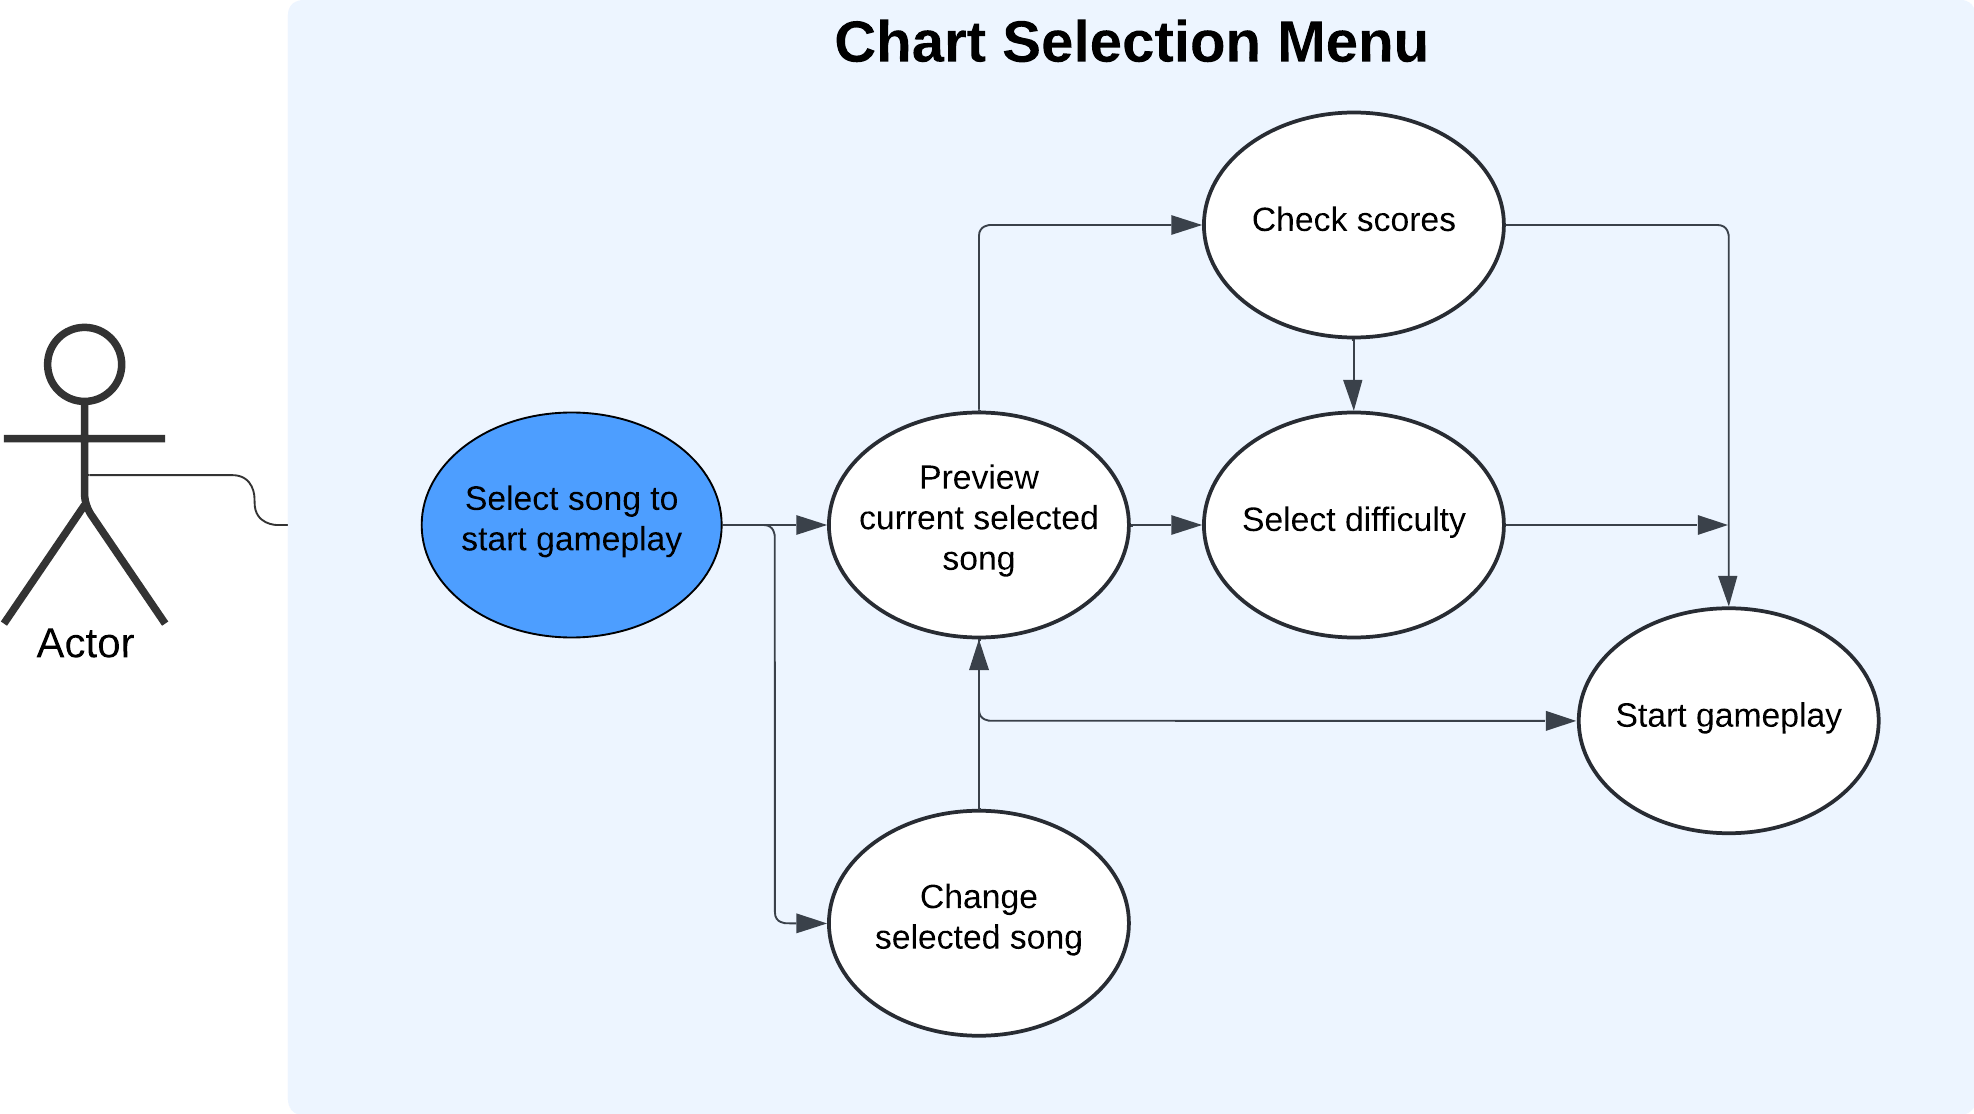 Chart Selection Menu
Check scores
Select song to
start gameplay
Preview
current selected
song
Select difficulty
Actor
Start gameplay
Change
selected song